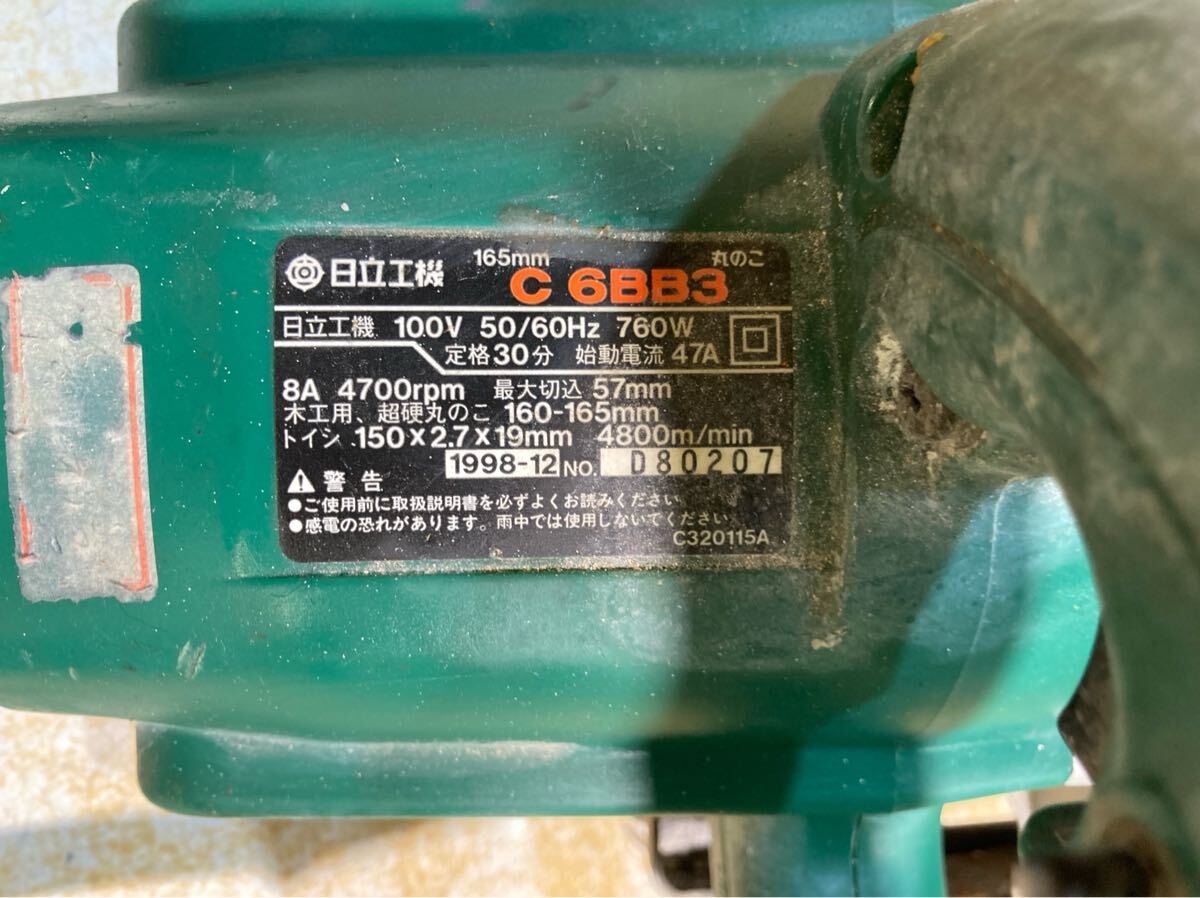 日立工機 165mm 丸のこ
C 6BB3
日立工機 100V 50/60Hz 760W
定格30分 始動電流 47A
8A 4700rpm 最大切込 57mm
木工用、超硬丸のこ 160-165mm
トイシ 150×2.7×19mm 4800m/min
1998-12 NO. D80207
⚠ 警告
●ご使用前に取扱説明書を必ずよくお読みください。
●感電の恐れがあります。雨中では使用しないでください。
C320115A